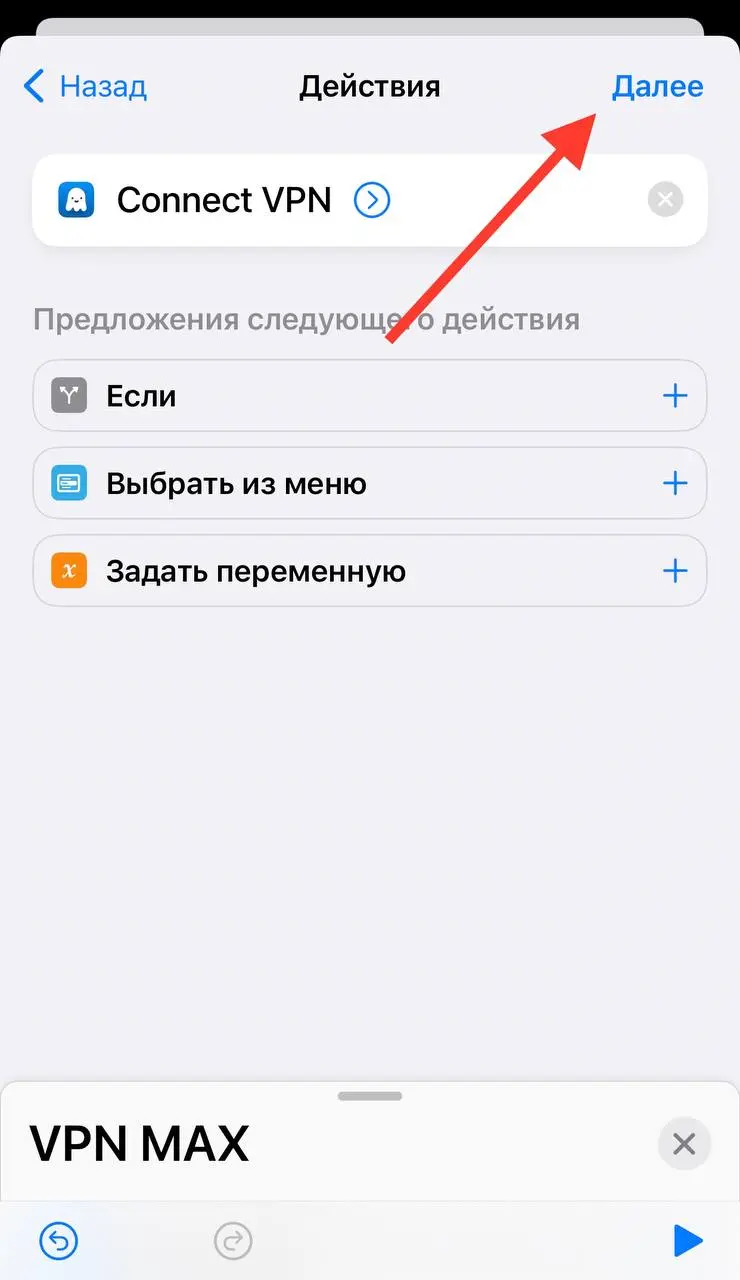 Назад
Действия
Далее
Connect VPN
Предложения следующего действия
Если
Выбрать из меню
Задать переменную
VPN MAX